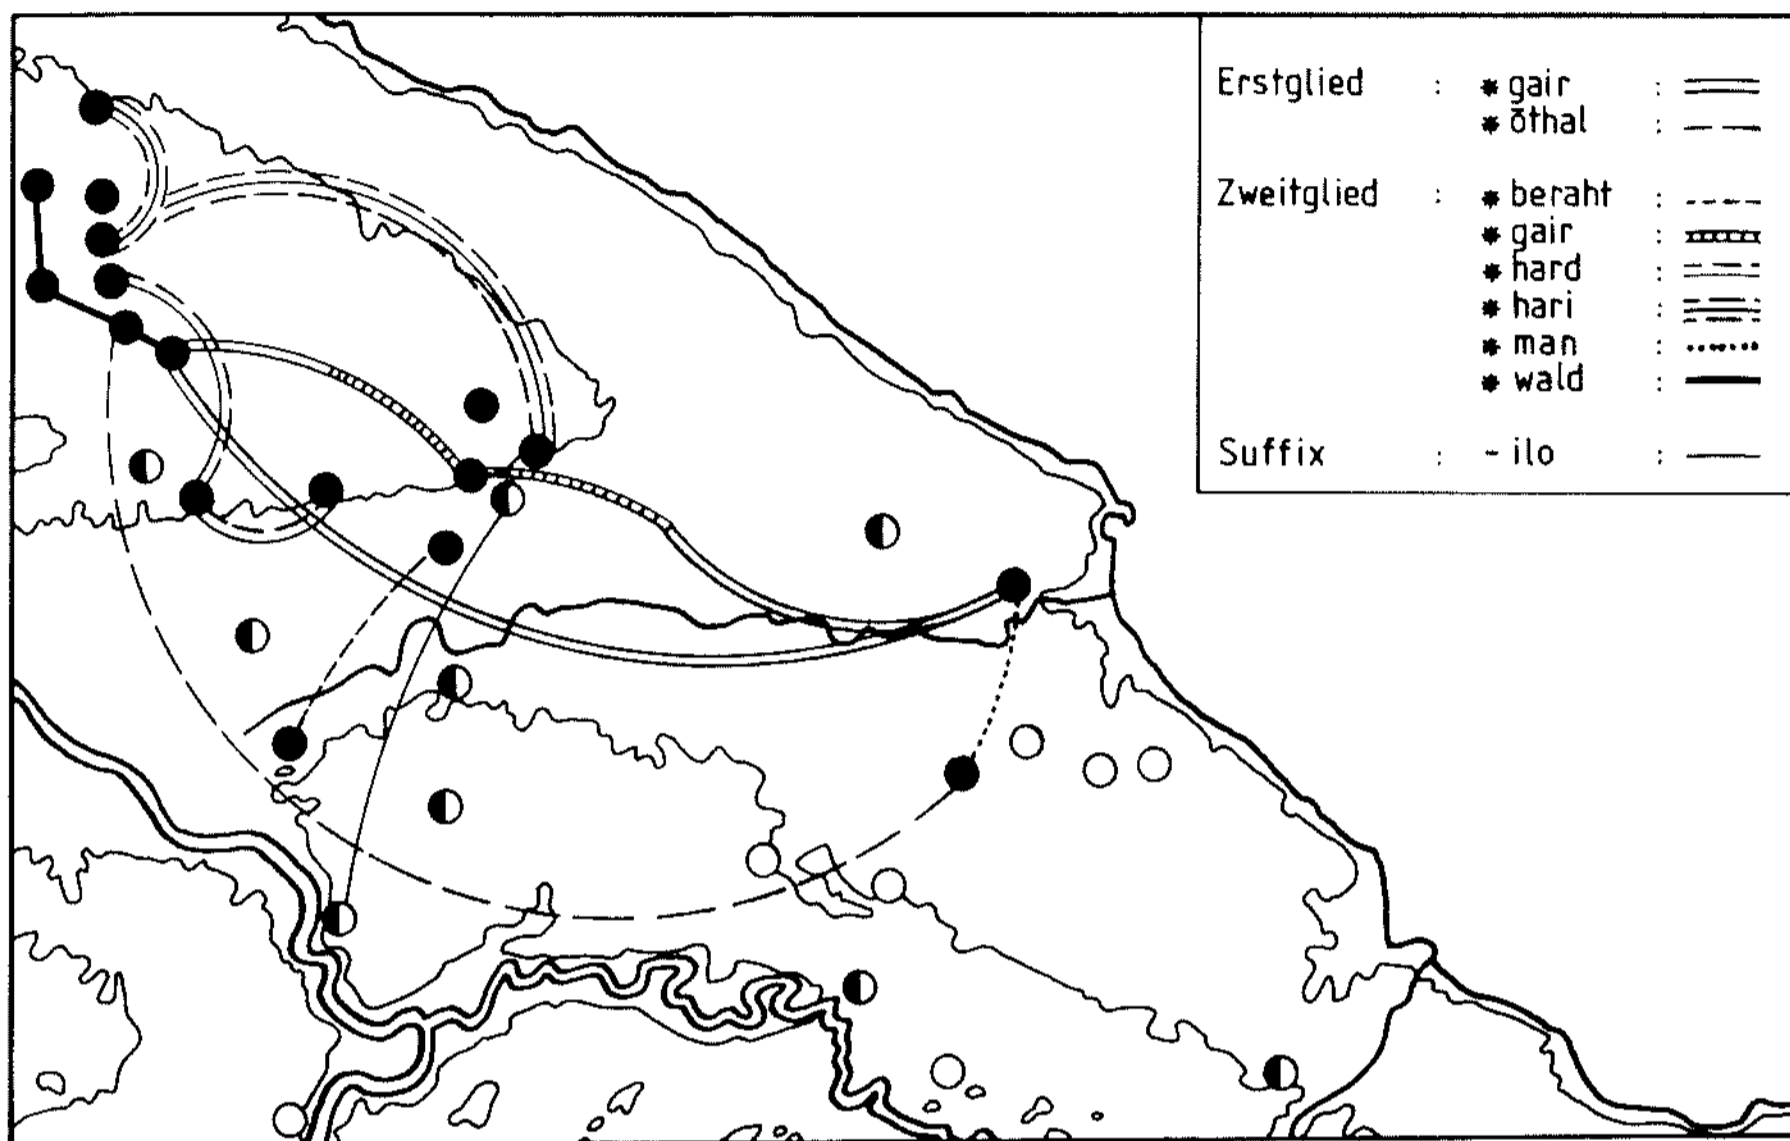 Erstglied : * gair :
* ōthal :
Zweitglied : * beraht :
* gair :
* hard :
* hari :
* man :
* wald :
Suffix : - ilo :